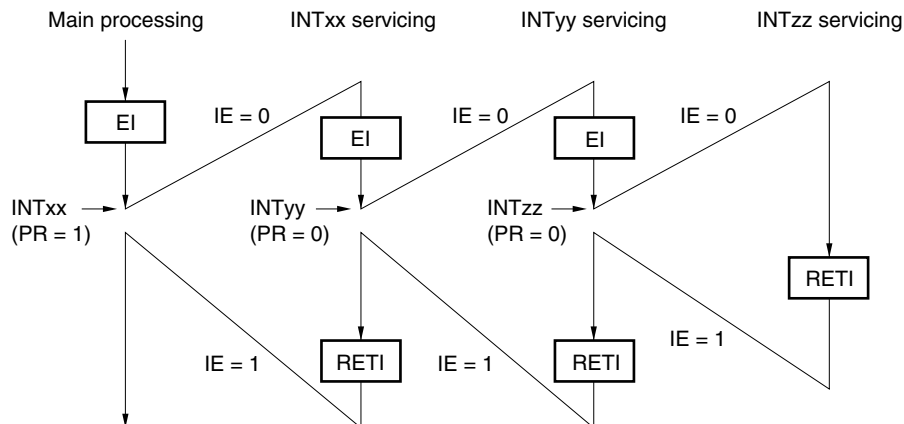 Main processing INTxx servicing INTyy servicing INTzz servicing
EI IE = 0 EI IE = 0 EI IE = 0
INTxx INTyy INTzz
(PR = 1) (PR = 0) (PR = 0)
RETI
IE = 1 RETI IE = 1 RETI IE = 1